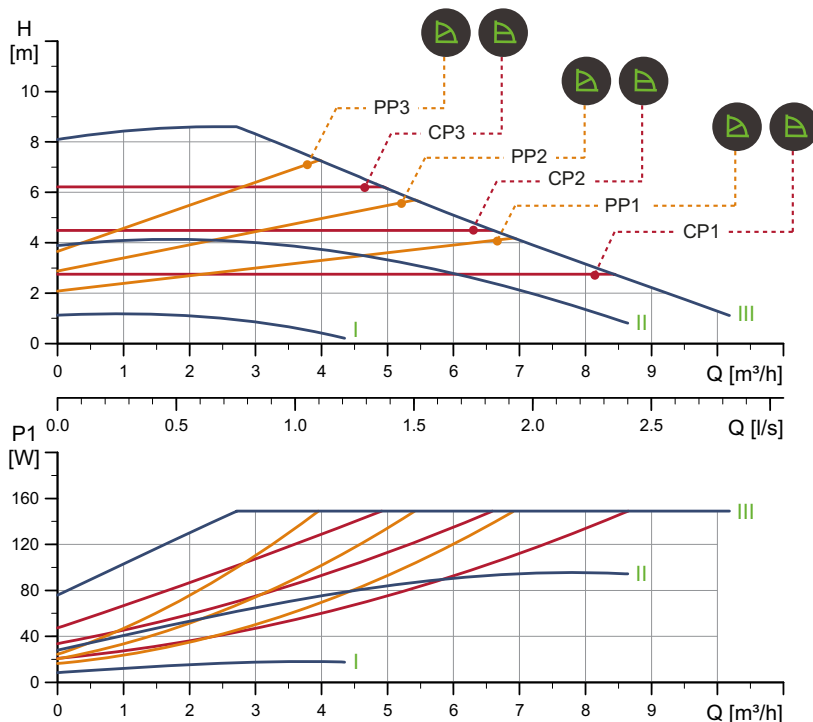 H
[m]
10
8
6
4
2
0
PP3
CP3
PP2
CP2
PP1
CP1
I
II
III
0 1 2 3 4 5 6 7 8 9
Q [m³/h]
0.0 0.5 1.0 1.5 2.0 2.5
Q [l/s]
P1
[W]
160
120
80
40
0
III
II
I
0 1 2 3 4 5 6 7 8 9
Q [m³/h]